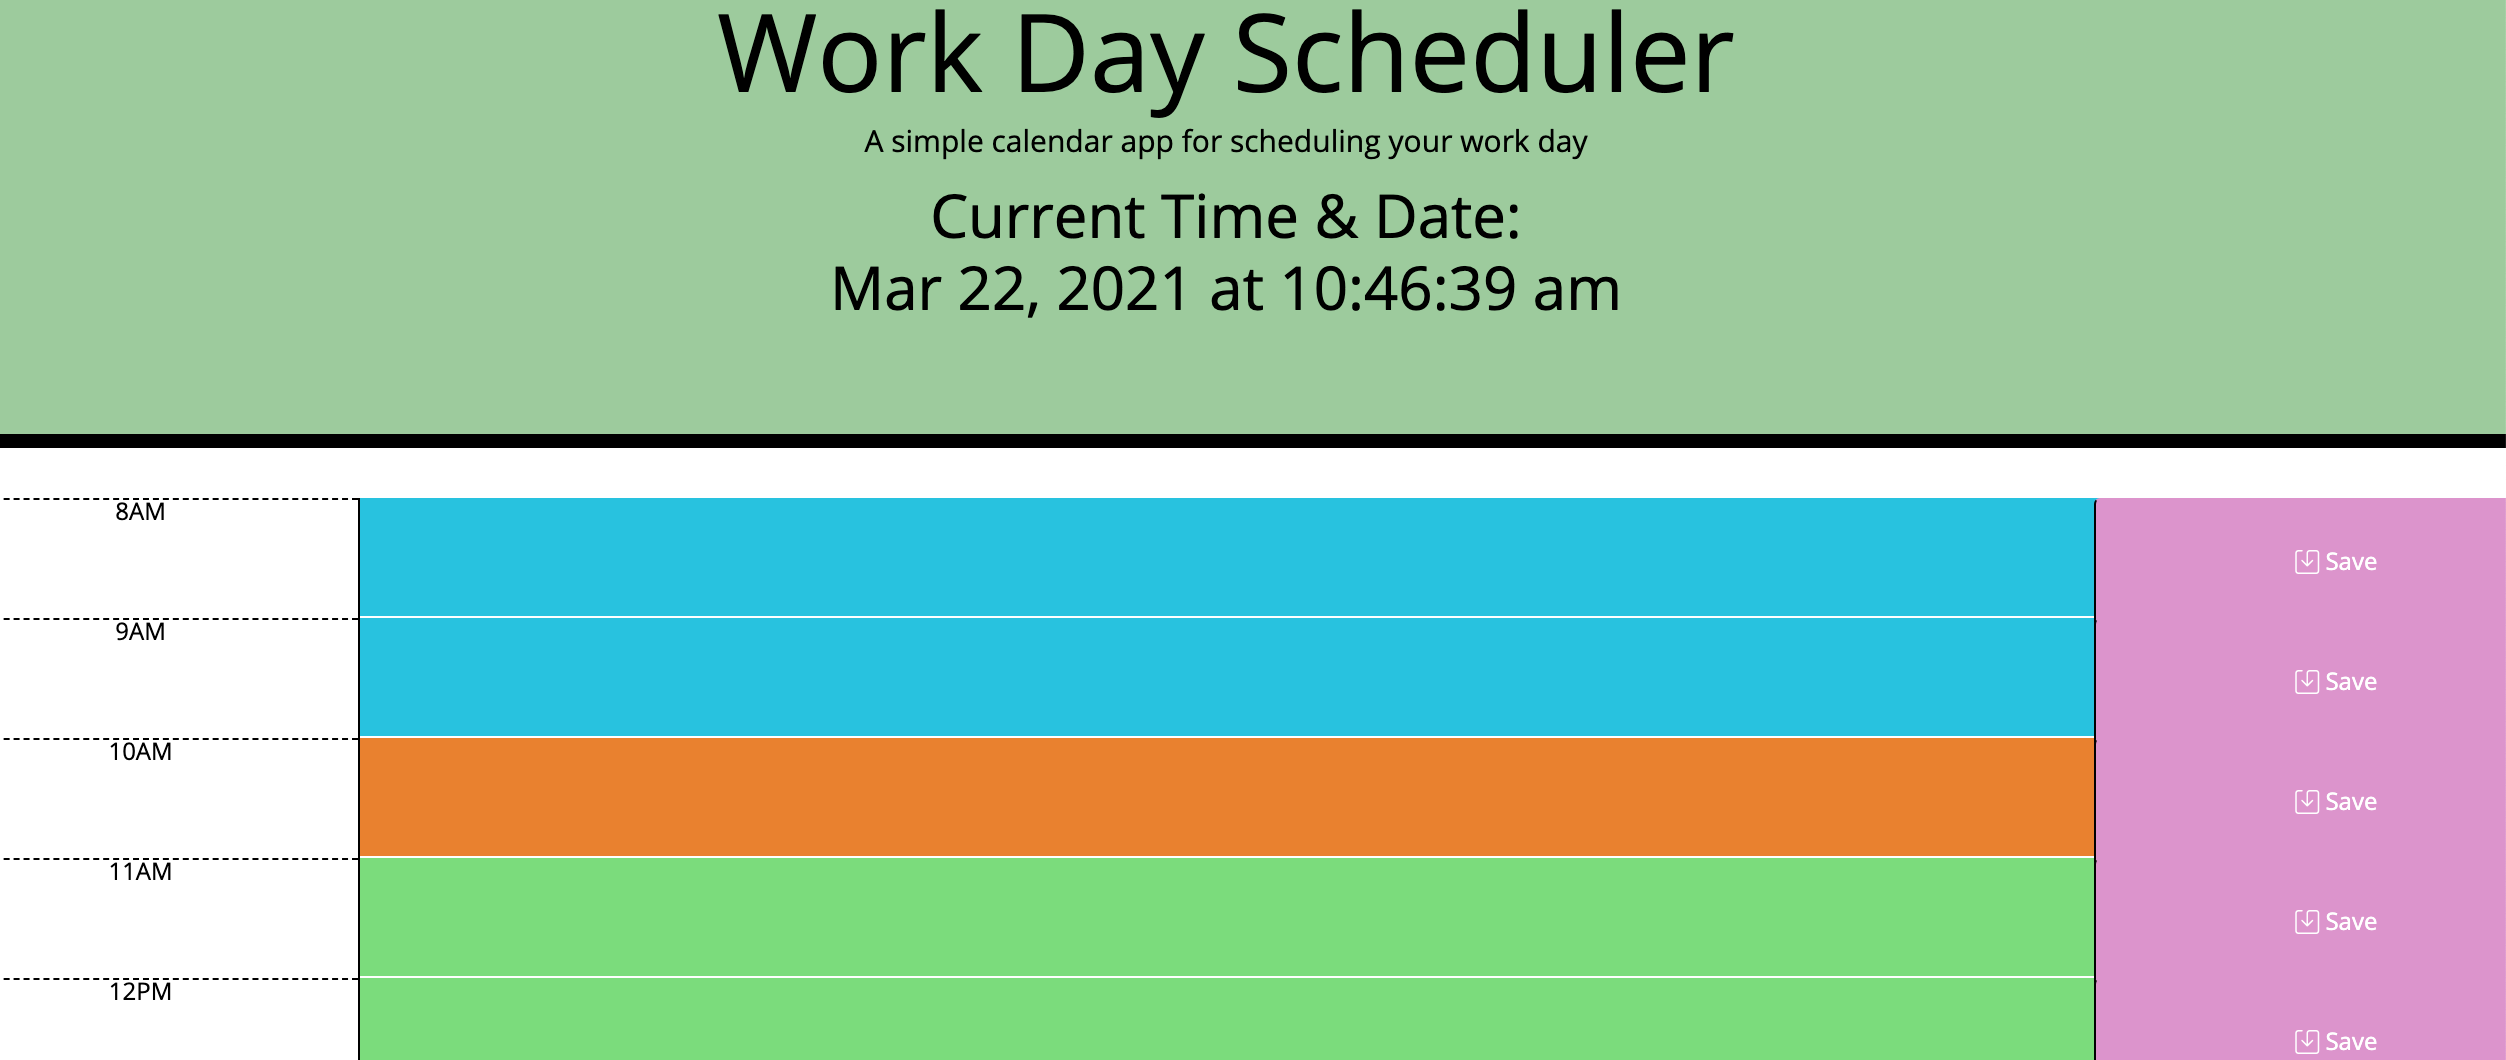 Work Day Scheduler
A simple calendar app for scheduling your work day
Current Time & Date:
Mar 22, 2021 at 10:46:39 am
8AM
Save
9AM
Save
10AM
Save
11AM
Save
12PM
Save